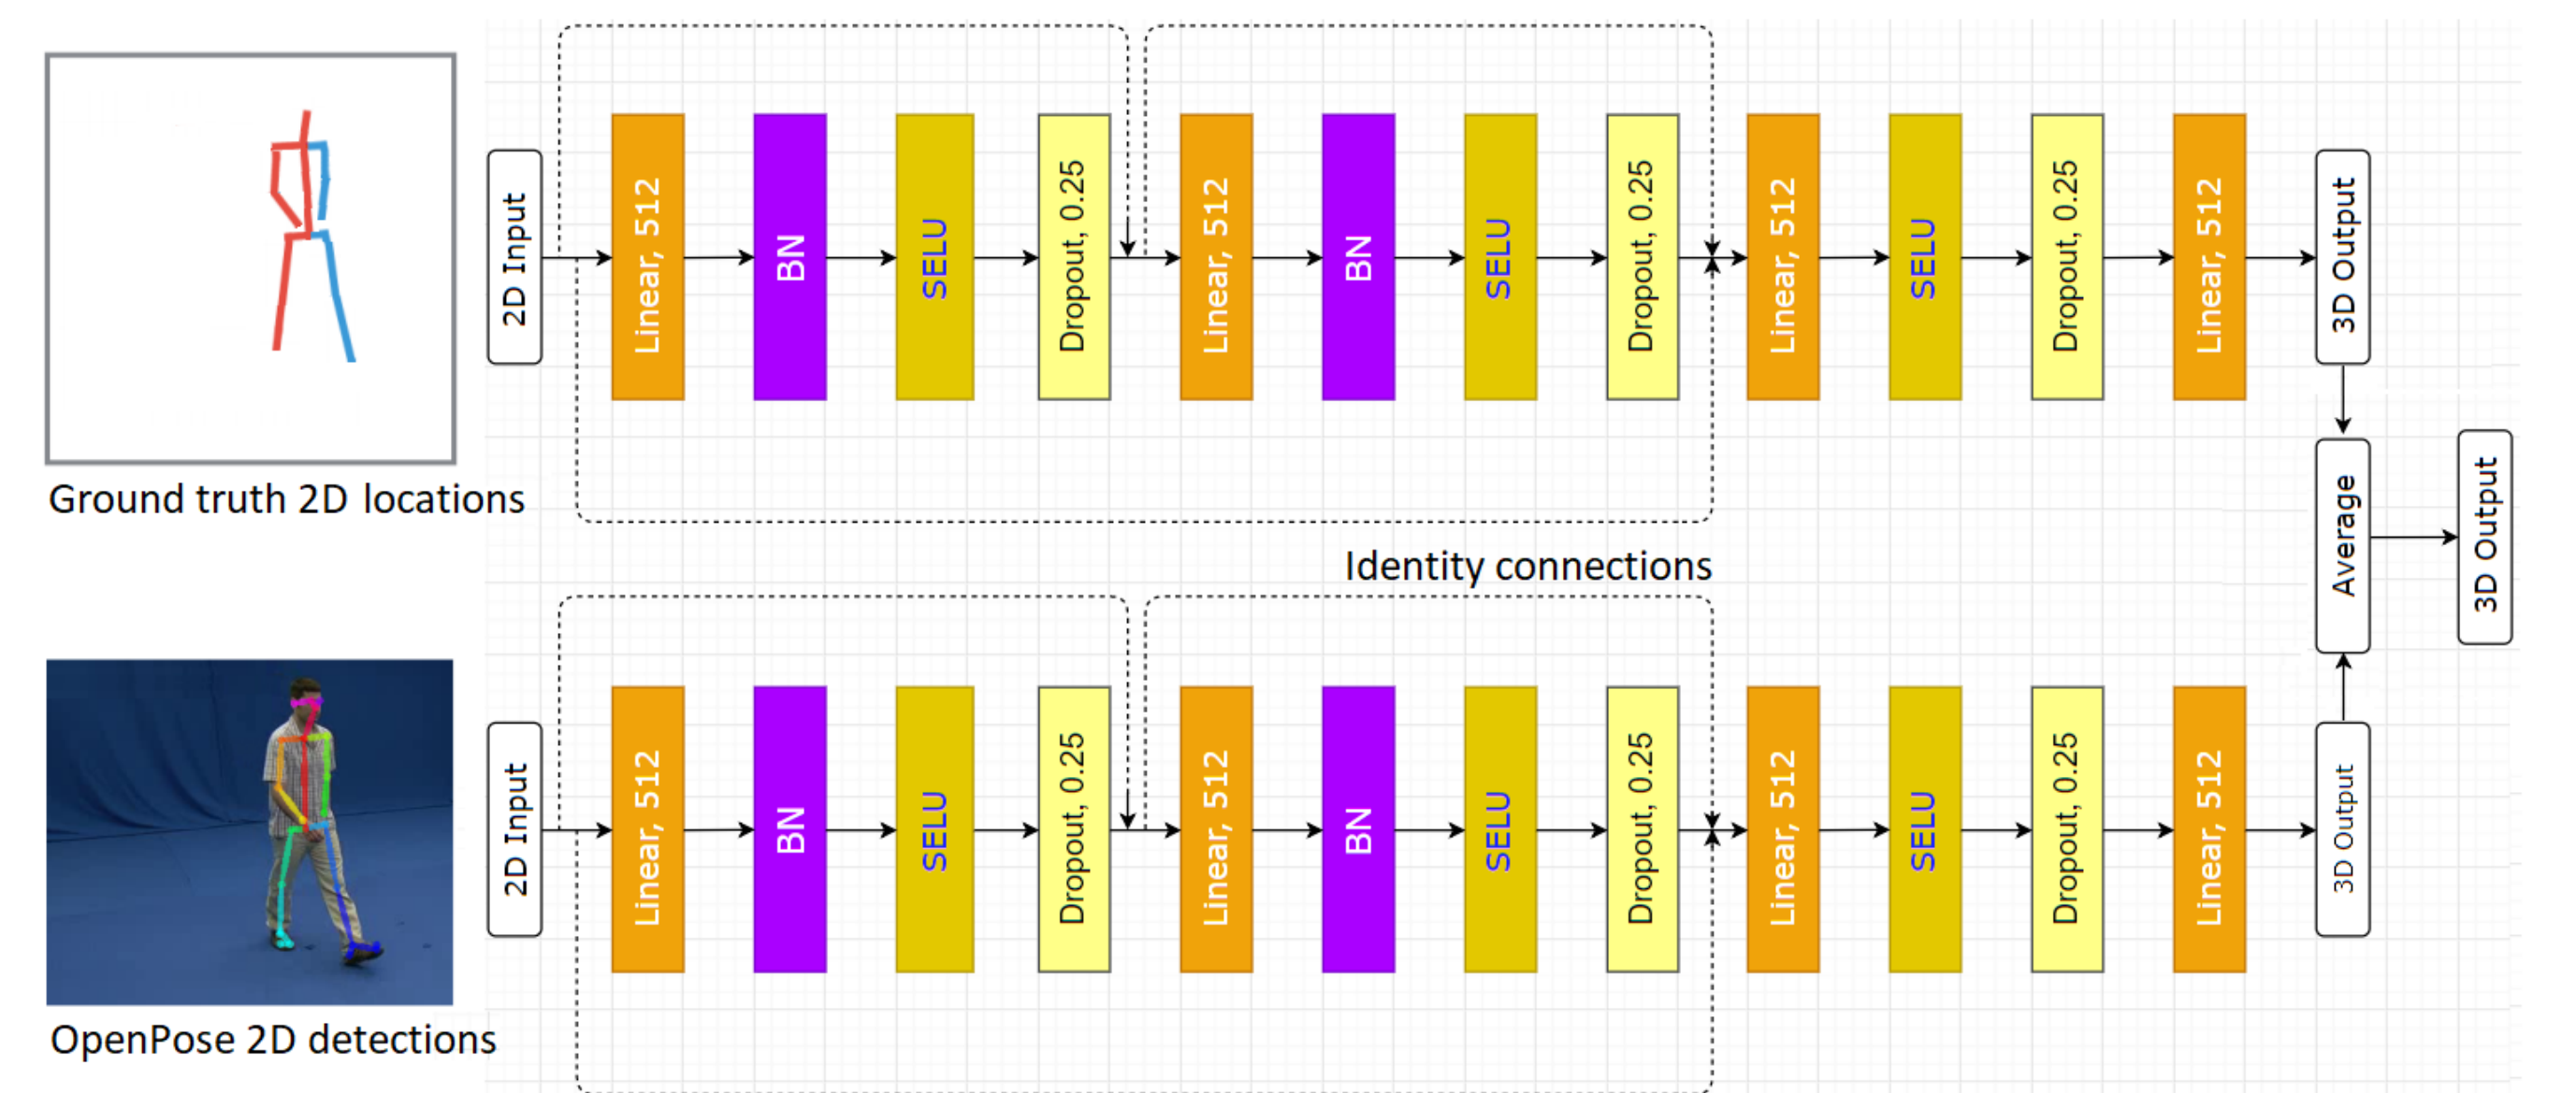 2D Input
Linear, 512
BN
SELU
Dropout, 0.25
Linear, 512
BN
SELU
Dropout, 0.25
Linear, 512
SELU
Dropout, 0.25
Linear, 512
3D Output
Ground truth 2D locations
Average
3D Output
Identity connections
2D Input
Linear, 512
BN
SELU
Dropout, 0.25
Linear, 512
BN
SELU
Dropout, 0.25
Linear, 512
SELU
Dropout, 0.25
Linear, 512
3D Output
OpenPose 2D detections